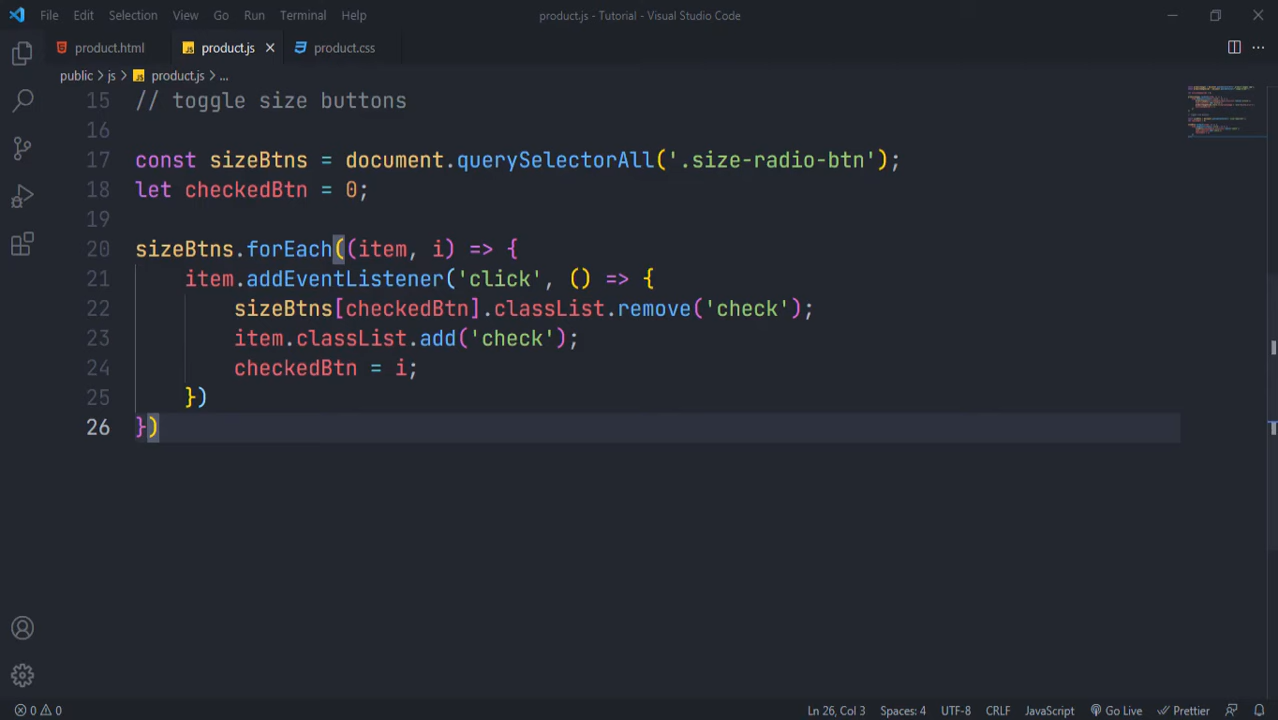 File Edit Selection View Go Run Terminal Help product.js - Tutorial - Visual Studio Code
product.html product.js product.css
public > js > product.js > ...
15 // toggle size buttons
16
17 const sizeBtns = document.querySelectorAll('.size-radio-btn');
18 let checkedBtn = 0;
19
20 sizeBtns.forEach((item, i) => {
21 item.addEventListener('click', () => {
22 sizeBtns[checkedBtn].classList.remove('check');
23 item.classList.add('check');
24 checkedBtn = i;
25 })
26 })
0 0 Ln 26, Col 3 Spaces: 4 UTF-8 CRLF JavaScript Go Live Prettier